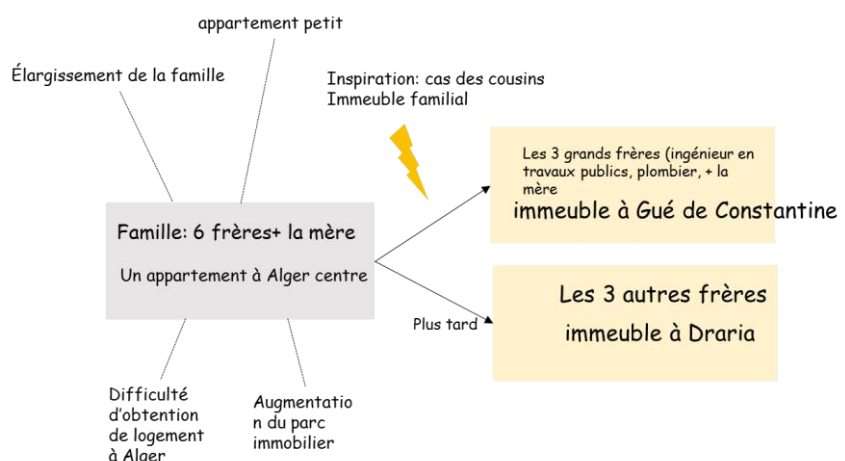 appartement petit
Élargissement de la famille
Inspiration: cas des cousins
Immeuble familial
Les 3 grands frères (ingénieur en
travaux publics, plombier, + la
mère
immeuble à Gué de Constantine
Famille: 6 frères+ la mère
Un appartement à Alger centre
Les 3 autres frères
immeuble à Draria
Plus tard
Difficulté
d'obtention
de logement
à Alger
Augmentatio
n du parc
immobilier